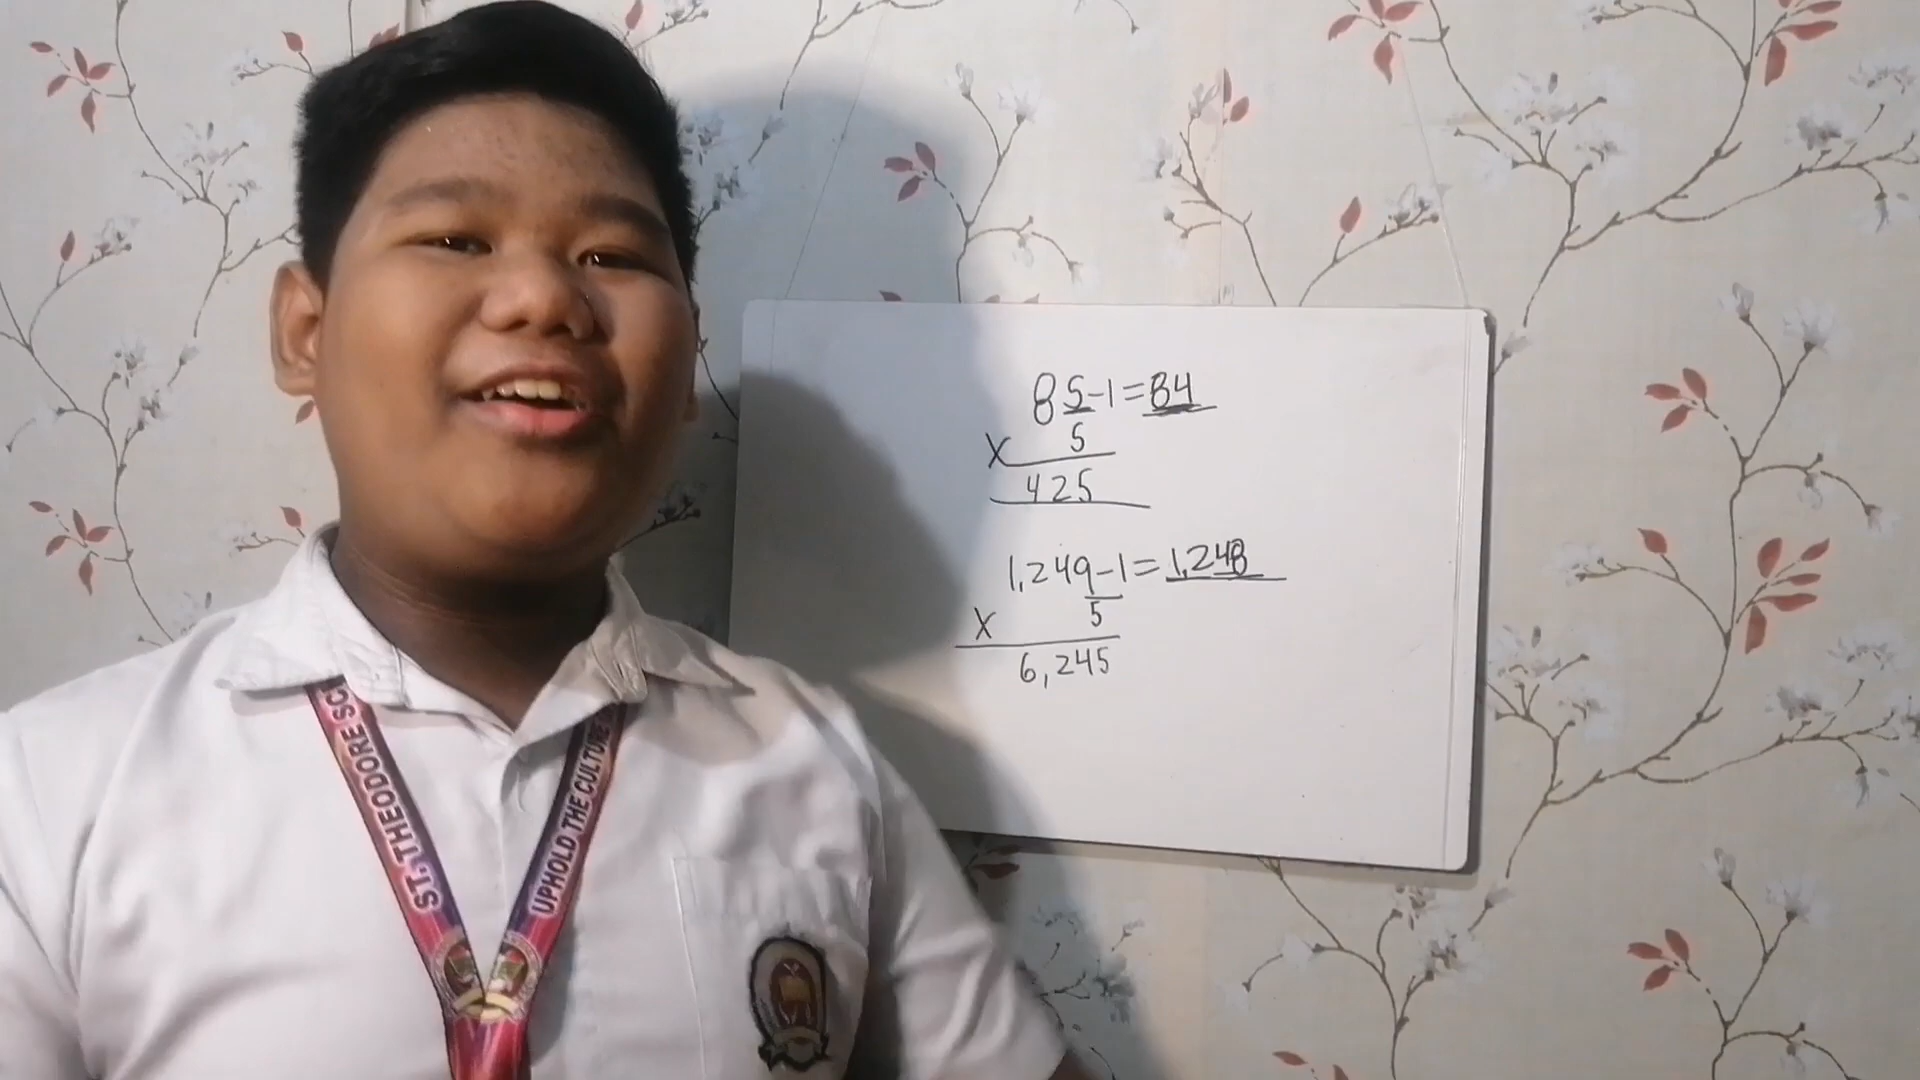 85-1=84
x 5
425
1,249-1=1,248
x 5
6,245
ST. THEODORE SC
UPHOLD THE CULTURE